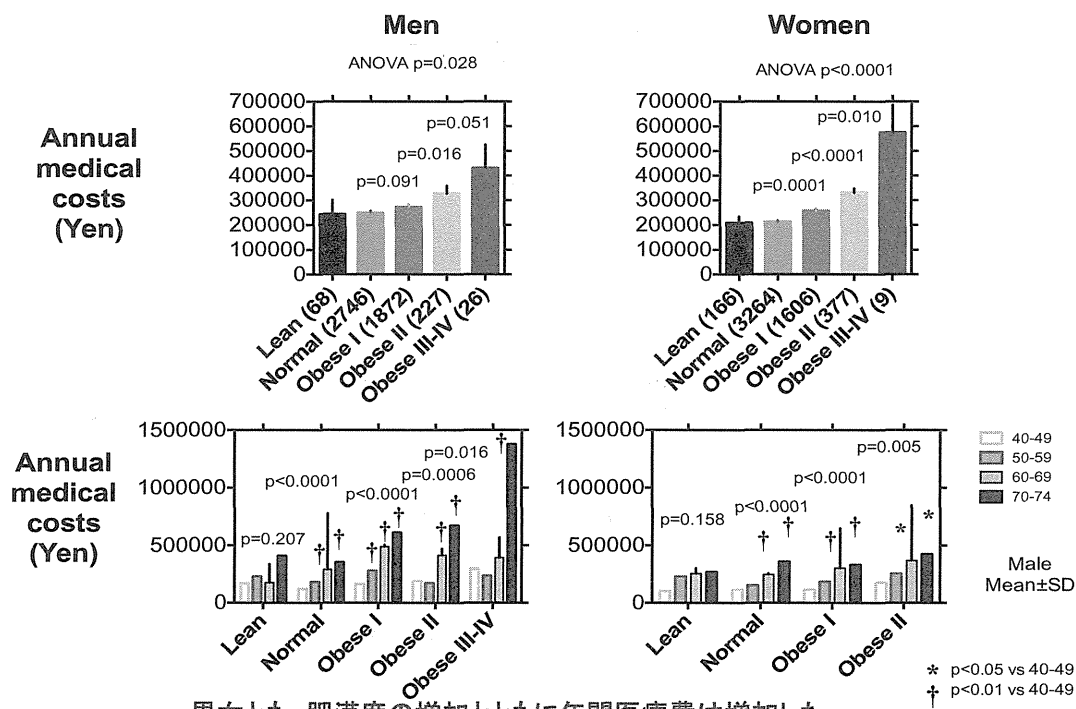 Men
Women
ANOVA p=0.028
ANOVA p<0.0001
Annual
medical
costs
(Yen)
700000
600000
500000
400000
300000
200000
100000
0
p=0.091
p=0.016
p=0.051
Lean (68)
Normal (2746)
Obese I (1872)
Obese II (227)
Obese III-IV (26)
700000
600000
500000
400000
300000
200000
100000
0
p=0.0001
p<0.0001
p=0.010
Lean (166)
Normal (3264)
Obese I (1606)
Obese II (377)
Obese III-IV (9)
Annual
medical
costs
(Yen)
1500000
1000000
500000
0
p=0.207
p<0.0001
p<0.0001
p=0.0006
p=0.016
† † † † † † † †
Lean
Normal
Obese I
Obese II
Obese III-IV
1500000
1000000
500000
0
p=0.158
p<0.0001
p<0.0001
p=0.005
† † † † * *
Lean
Normal
Obese I
Obese II
40-49
50-59
60-69
70-74
Male
Mean±SD
* p<0.05 vs 40-49
† p<0.01 vs 40-49